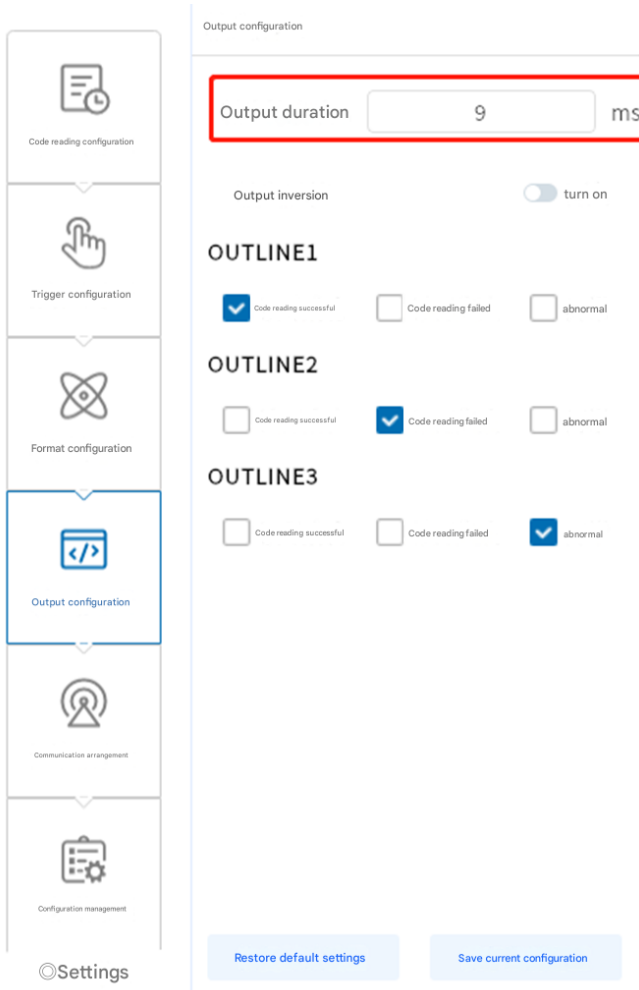 Output configuration
Output duration 9 ms
Output inversion turn on
OUTLINE1
Code reading successful Code reading failed abnormal
OUTLINE2
Code reading successful Code reading failed abnormal
OUTLINE3
Code reading successful Code reading failed abnormal
Restore default settings Save current configuration
Code reading configuration
Trigger configuration
Format configuration
</>
Output configuration
Communication arrangement
Configuration management
Settings